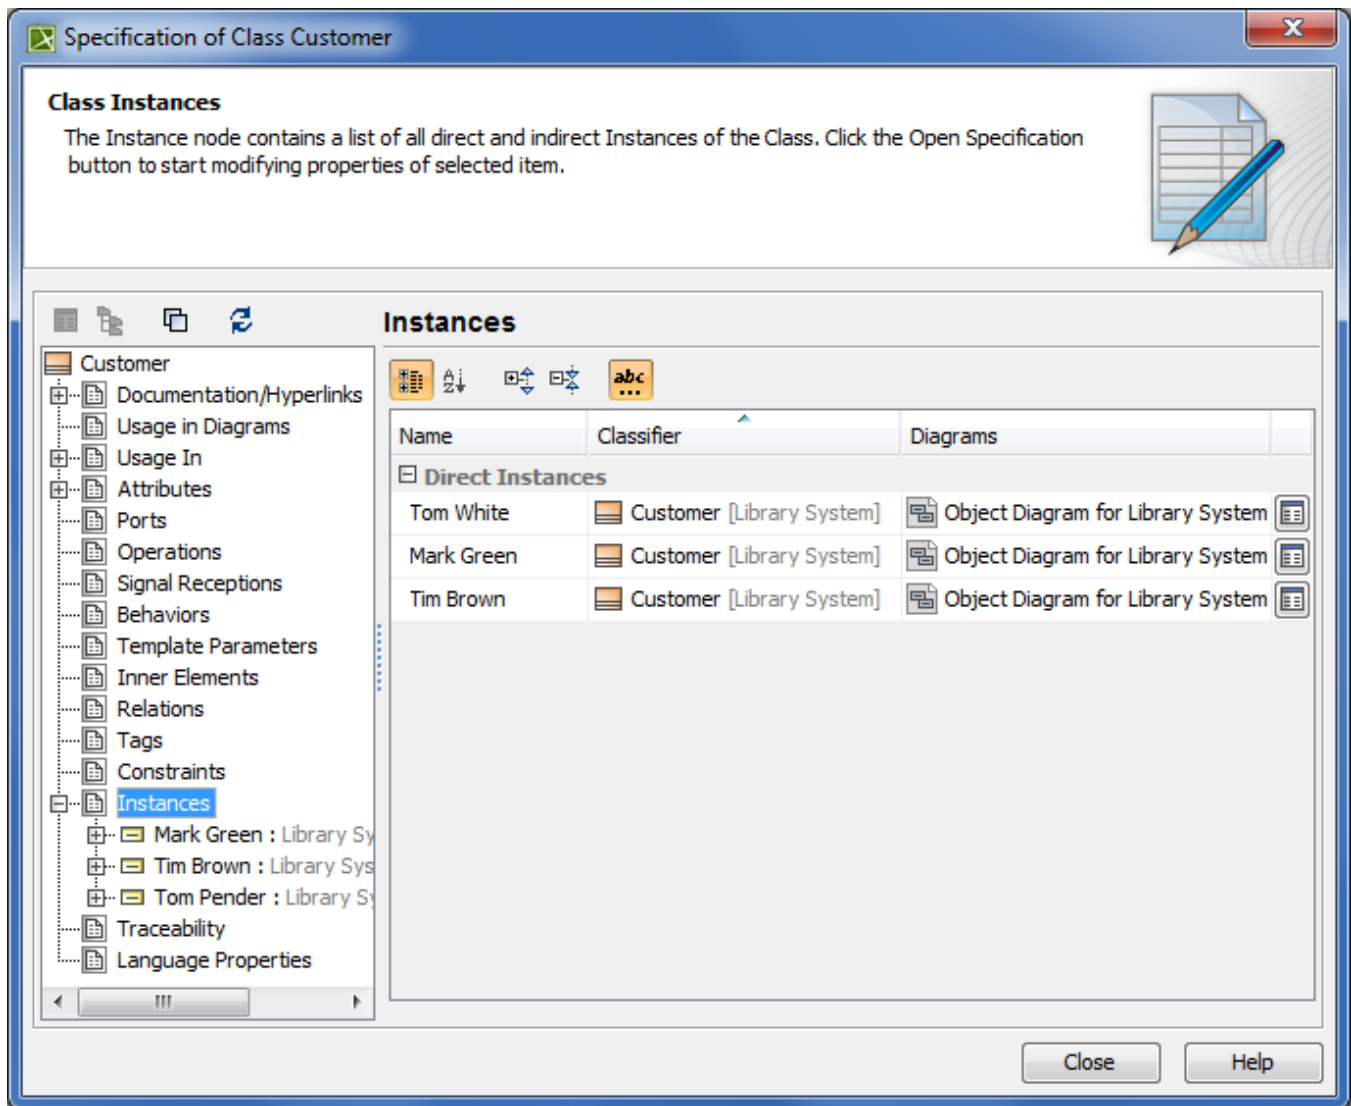 Specification of Class Customer
Class Instances
The Instance node contains a list of all direct and indirect Instances of the Class. Click the Open Specification
button to start modifying properties of selected item.
Instances
Customer
Documentation/Hyperlinks
Usage in Diagrams
Usage In
Attributes
Ports
Operations
Signal Receptions
Behaviors
Template Parameters
Inner Elements
Relations
Tags
Constraints
Instances
Mark Green : Library Sy
Tim Brown : Library Sys
Tom Pender : Library Sy
Traceability
Language Properties
abc
Name Classifier Diagrams
Direct Instances
Tom White Customer [Library System] Object Diagram for Library System
Mark Green Customer [Library System] Object Diagram for Library System
Tim Brown Customer [Library System] Object Diagram for Library System
Close Help